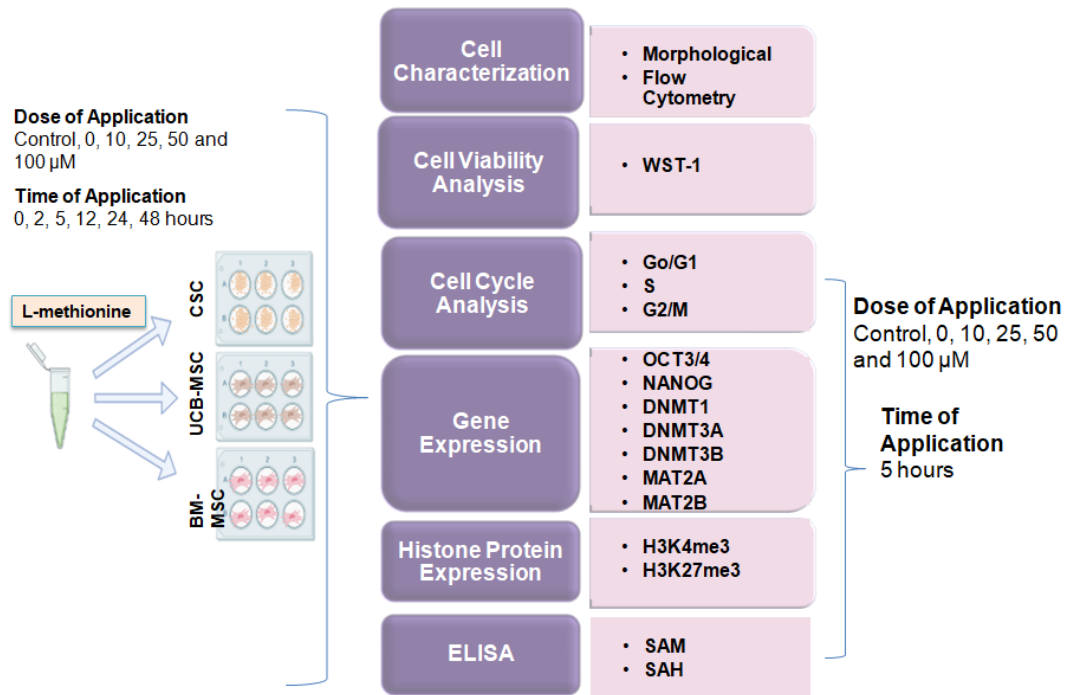 Dose of Application
Control, 0, 10, 25, 50 and
100 µM
Time of Application
0, 2, 5, 12, 24, 48 hours
L-methionine
CSC
1 2 3
A
B
UCB-MSC
1 2 3
A
B
BM-
MSC
1 2 3
A
B
Cell
Characterization
• Morphological
• Flow
Cytometry
Cell Viability
Analysis
• WST-1
Cell Cycle
Analysis
• Go/G1
• S
• G2/M
Gene
Expression
• OCT3/4
• NANOG
• DNMT1
• DNMT3A
• DNMT3B
• MAT2A
• MAT2B
Histone Protein
Expression
• H3K4me3
• H3K27me3
ELISA
• SAM
• SAH
Dose of Application
Control, 0, 10, 25, 50
and 100 µM
Time of
Application
5 hours